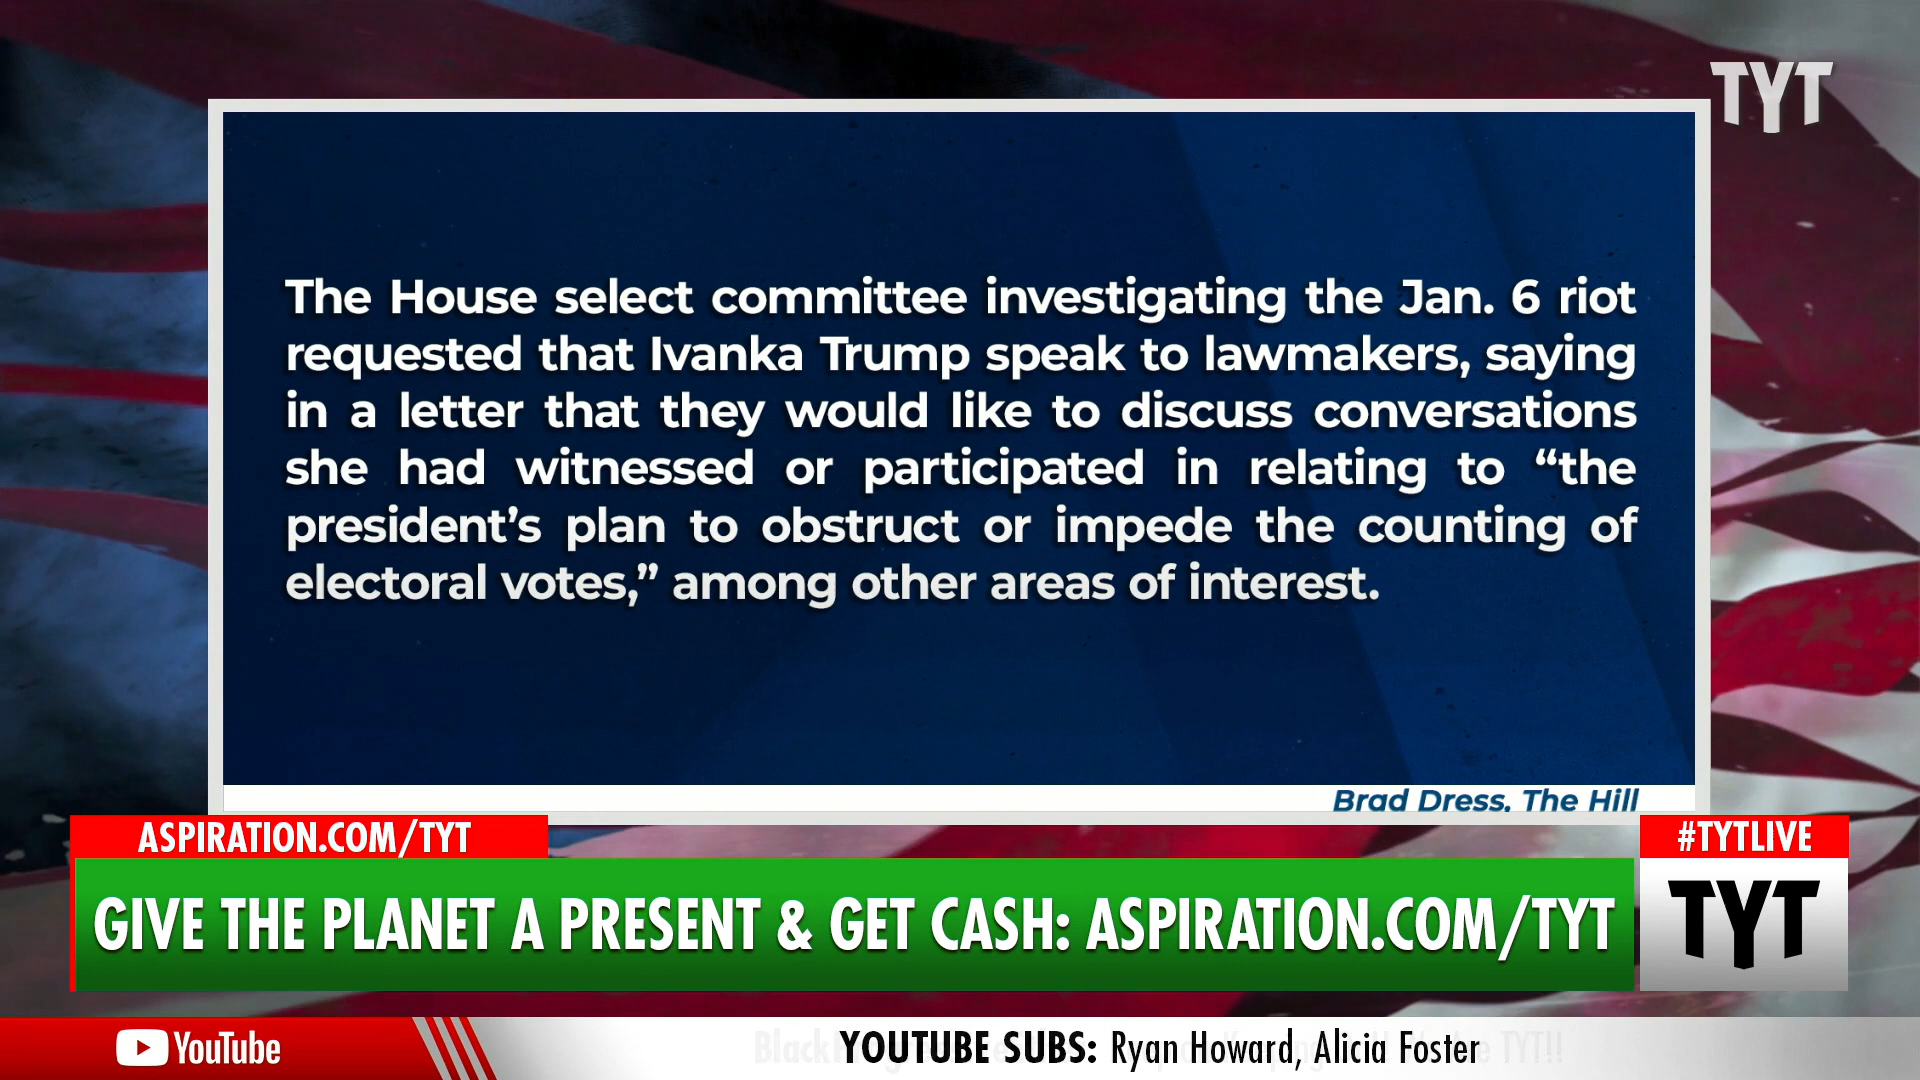 TYT
The House select committee investigating the Jan. 6 riot
requested that Ivanka Trump speak to lawmakers, saying
in a letter that they would like to discuss conversations
she had witnessed or participated in relating to “the
president’s plan to obstruct or impede the counting of
electoral votes,” among other areas of interest.
Brad Dress, The Hill
ASPIRATION.COM/TYT
#TYTLIVE
GIVE THE PLANET A PRESENT & GET CASH: ASPIRATION.COM/TYT
TYT
YouTube
YOUTUBE SUBS: Ryan Howard, Alicia Foster